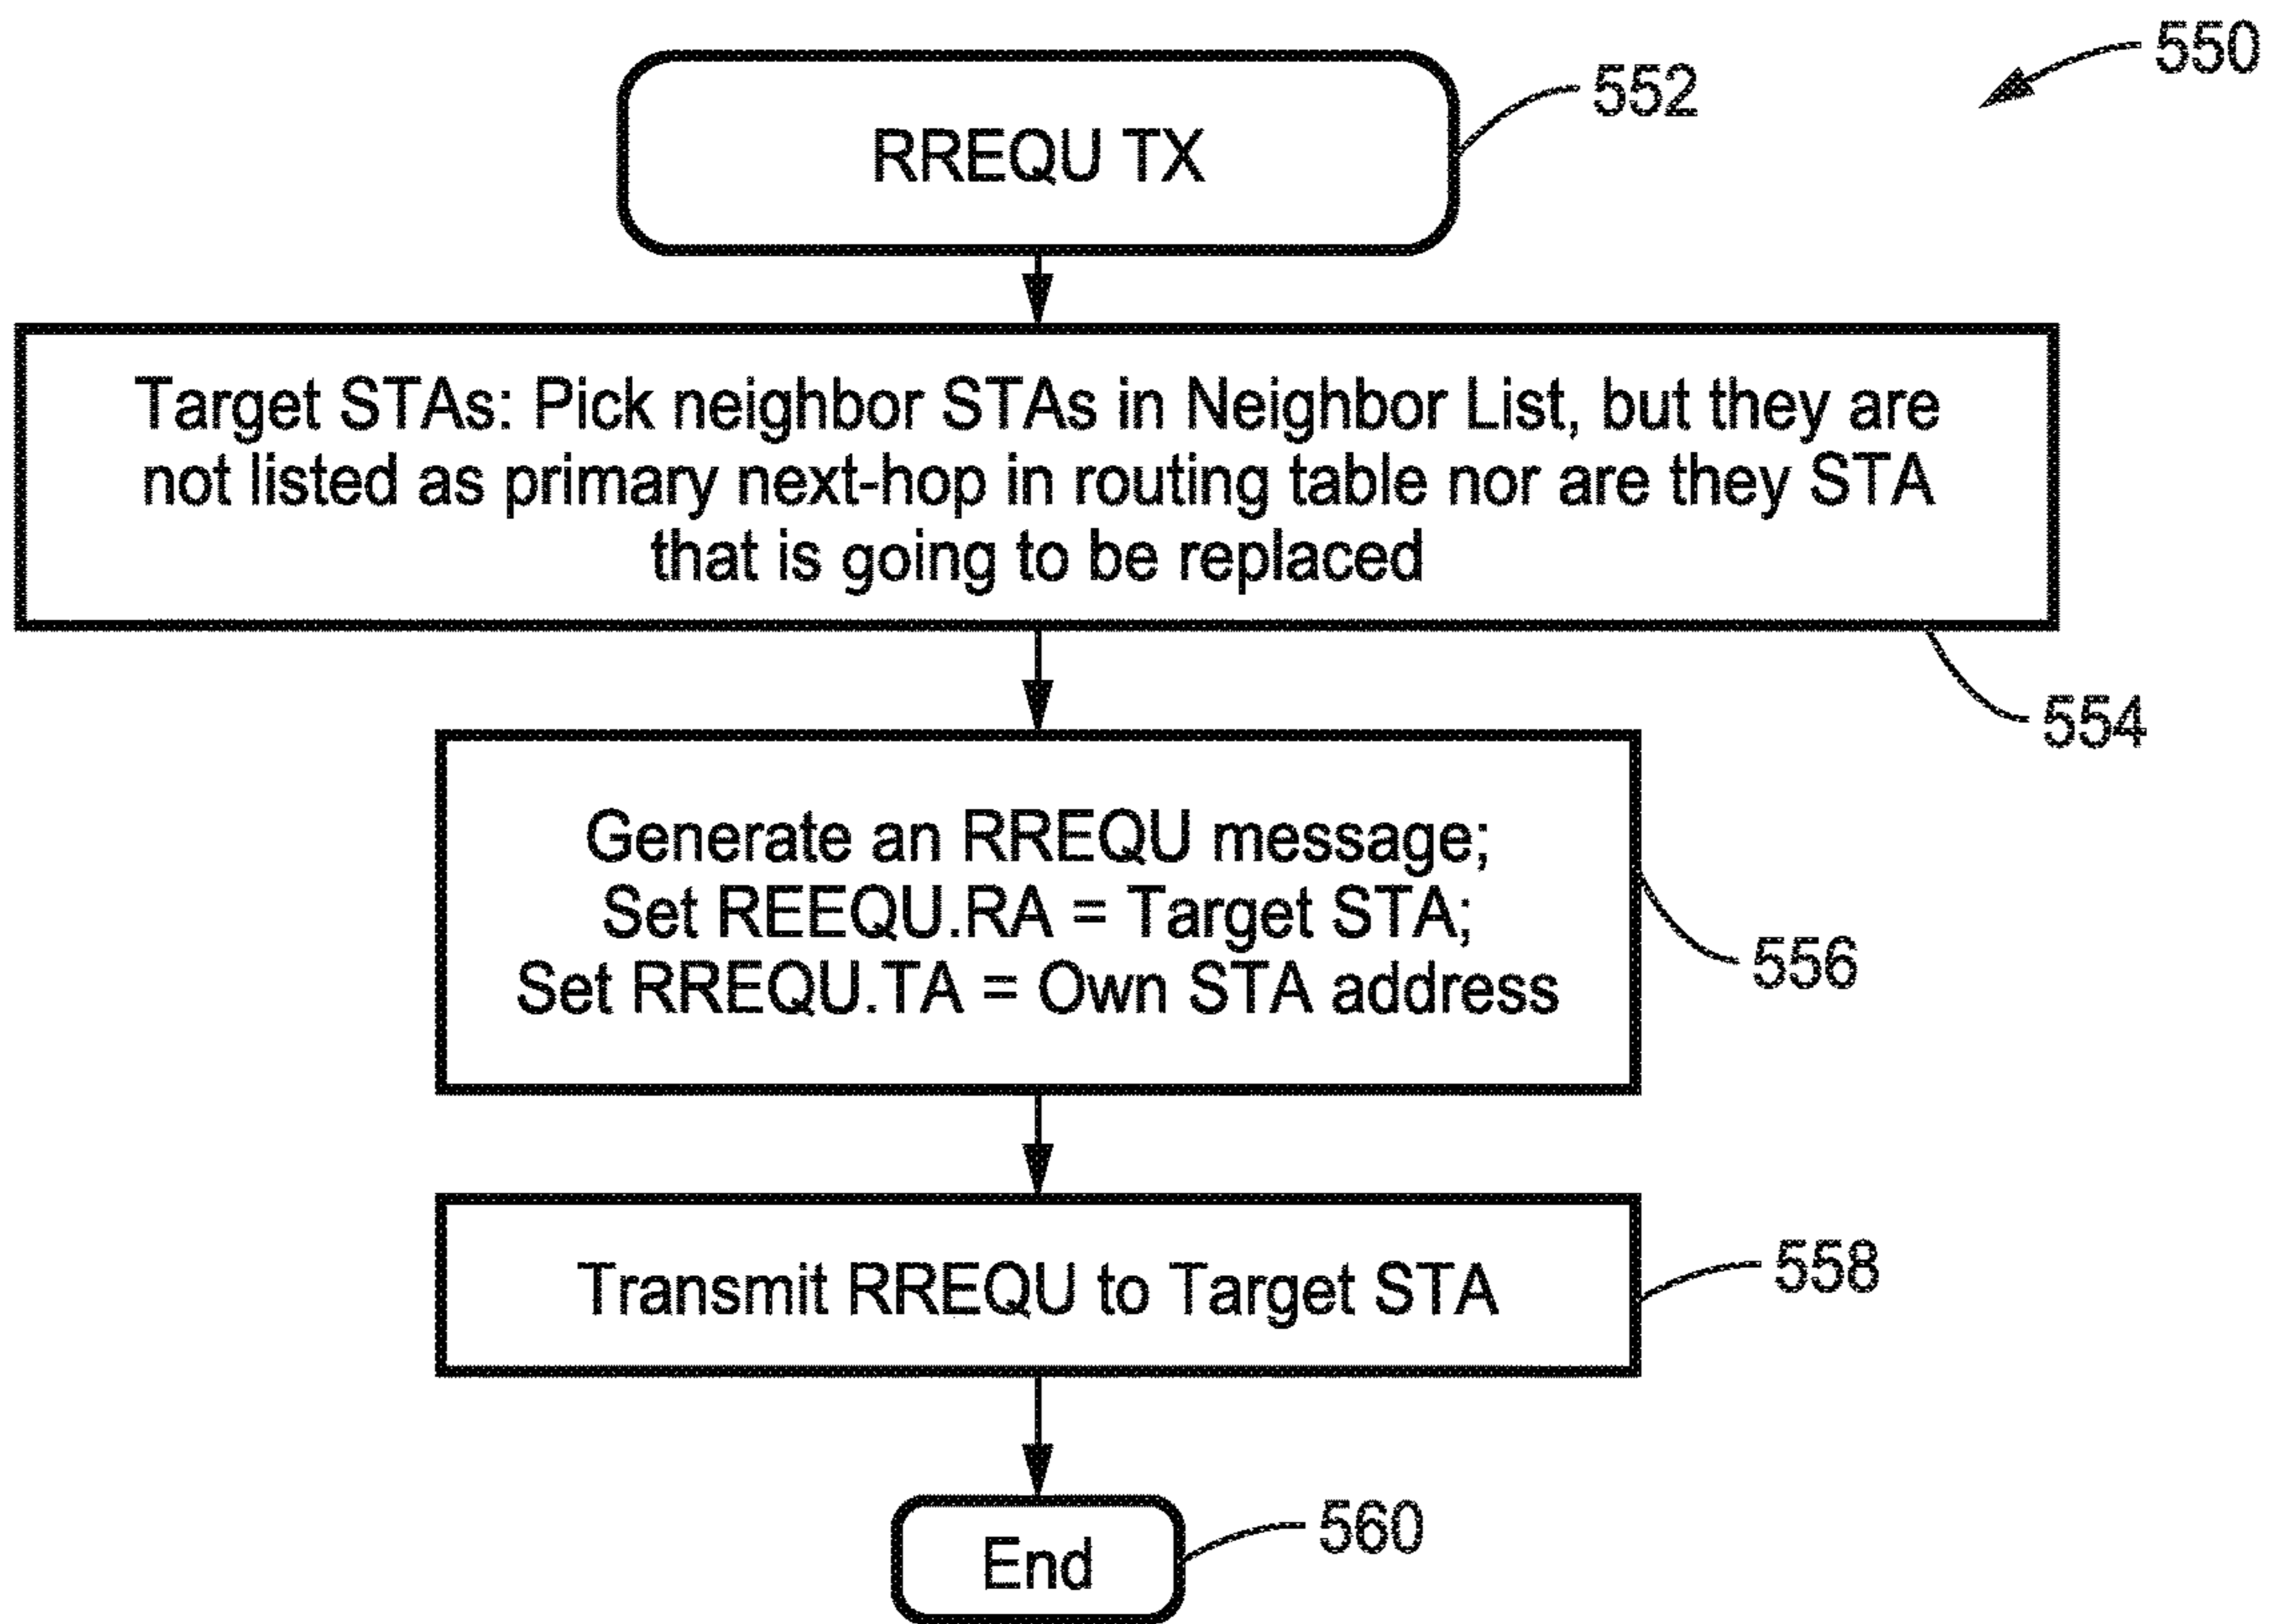 550
552
RREQU TX
Target STAs: Pick neighbor STAs in Neighbor List, but they are
not listed as primary next-hop in routing table nor are they STA
that is going to be replaced
554
Generate an RREQU message;
Set REEQU.RA = Target STA;
Set RREQU.TA = Own STA address
556
Transmit RREQU to Target STA
558
End
560